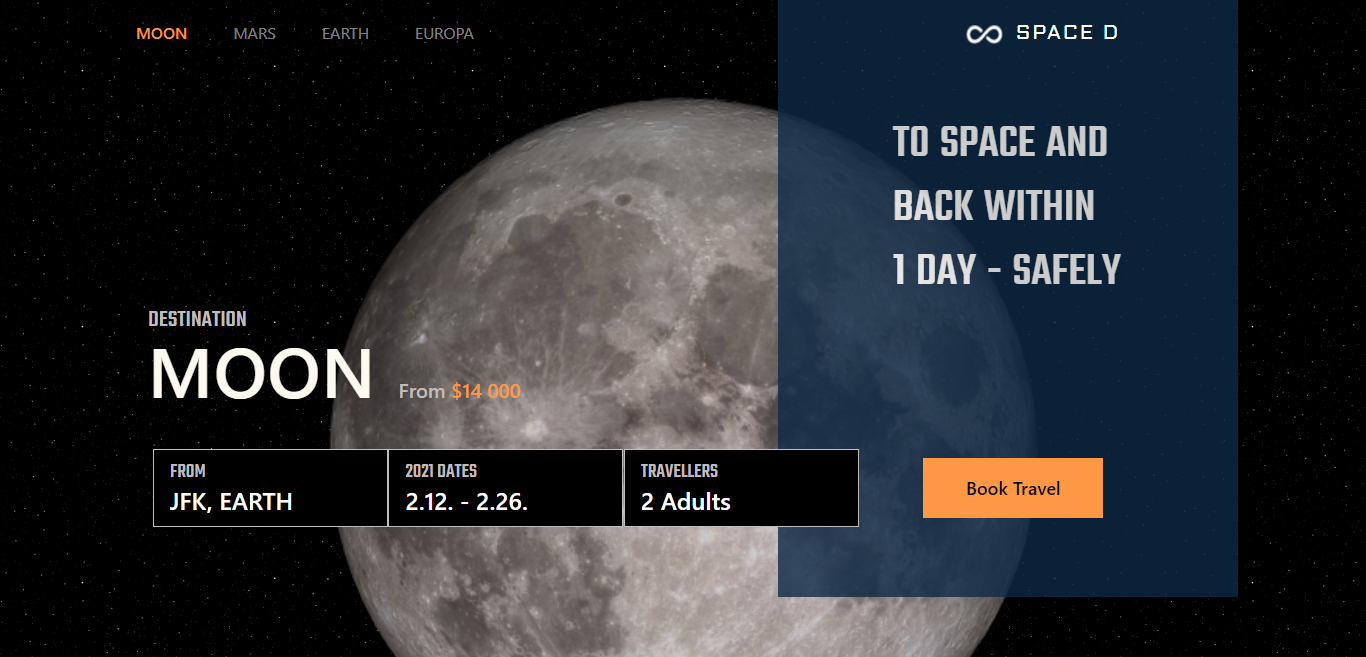 MOON MARS EARTH EUROPA
SPACE D
TO SPACE AND
BACK WITHIN
1 DAY - SAFELY
DESTINATION
MOON From $14 000
FROM
JFK, EARTH
2021 DATES
2.12. - 2.26.
TRAVELLERS
2 Adults
Book Travel